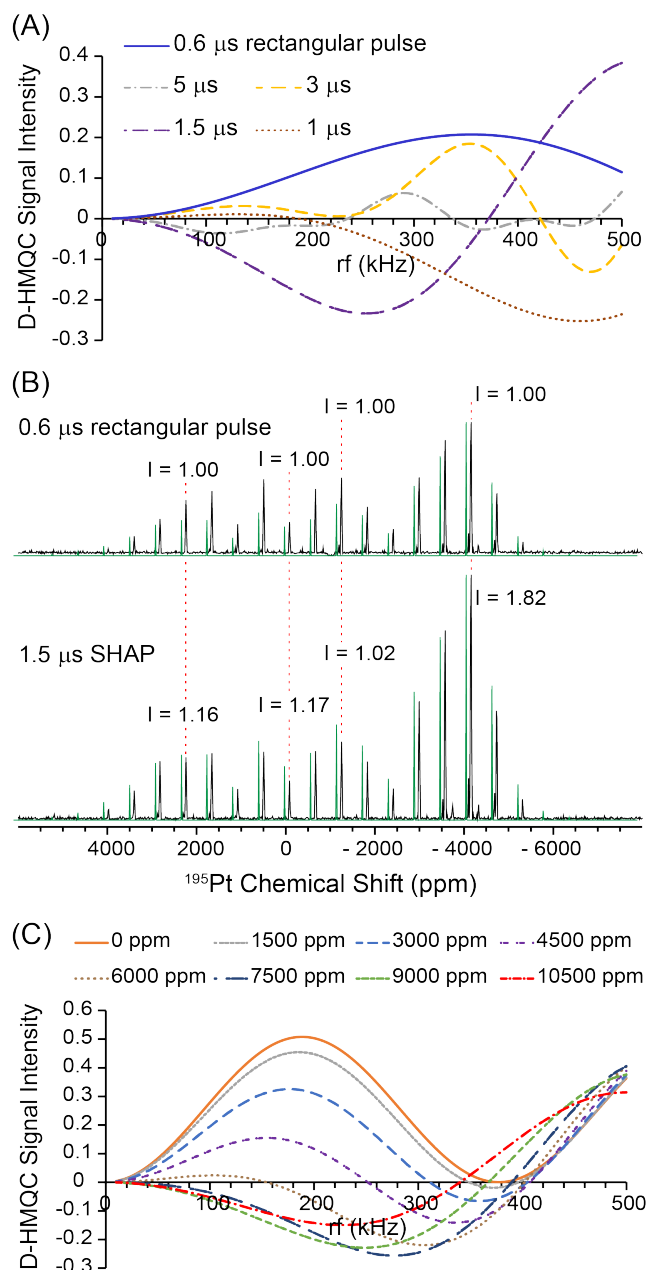 (A)
0.6 μs rectangular pulse
5 μs
3 μs
1.5 μs
1 μs
D-HMQC Signal Intensity
0.4
0.3
0.2
0.1
0
-0.1
-0.2
-0.3
0
100
200
300
400
500
rf (kHz)
(B)
0.6 μs rectangular pulse
I = 1.00
I = 1.00
I = 1.00
I = 1.00
1.5 μs SHAP
I = 1.16
I = 1.17
I = 1.02
I = 1.82
4000
2000
0
- 2000
- 4000
- 6000
¹⁹⁵Pt Chemical Shift (ppm)
(C)
0 ppm
1500 ppm
3000 ppm
4500 ppm
6000 ppm
7500 ppm
9000 ppm
10500 ppm
D-HMQC Signal Intensity
0.6
0.5
0.4
0.3
0.2
0.1
0
-0.1
-0.2
-0.3
0
100
200
300
400
500
rf (kHz)